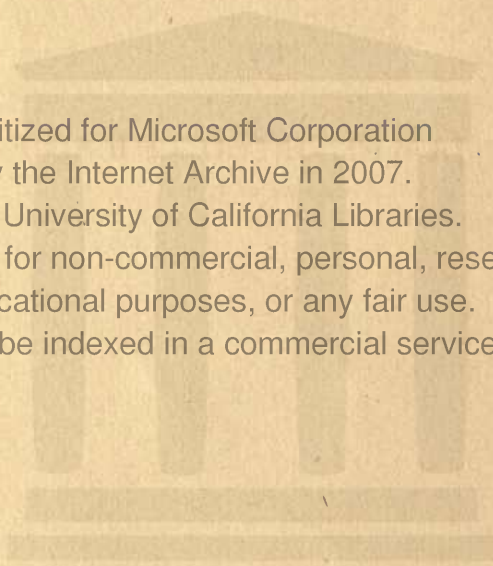 itized for Microsoft Corporation
the Internet Archive in 2007.
University of California Libraries.
for non-commercial, personal, rese
cational purposes, or any fair use.
be indexed in a commercial service